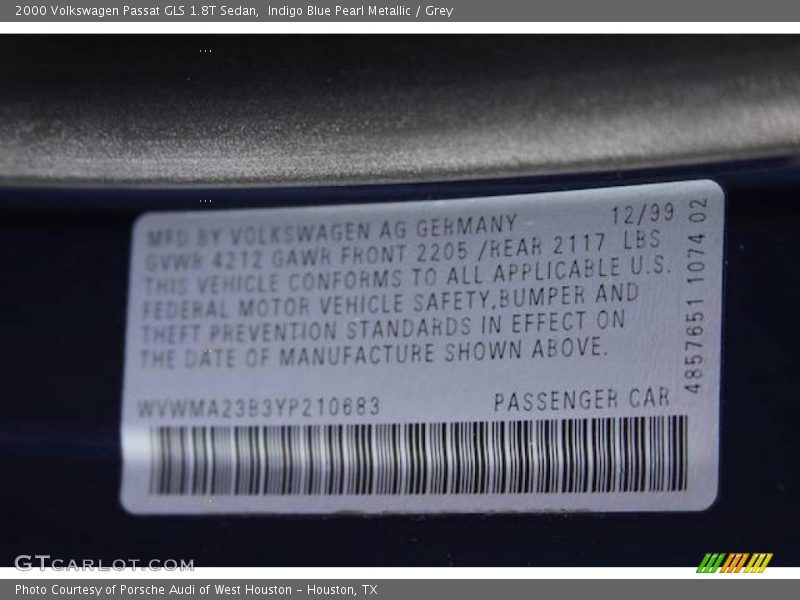 2000 Volkswagen Passat GLS 1.8T Sedan, Indigo Blue Pearl Metallic / Grey
12/99
MFD BY VOLKSWAGEN AG GERMANY
GVWR 4212 GAWR FRONT 2205 /REAR 2117 LBS
THIS VEHICLE CONFORMS TO ALL APPLICABLE U.S.
FEDERAL MOTOR VEHICLE SAFETY,BUMPER AND
THEFT PREVENTION STANDARDS IN EFFECT ON
THE DATE OF MANUFACTURE SHOWN ABOVE.
WVWMA23B3YP210683 PASSENGER CAR
4857651 1074 02
GTCARLOT.COM
Photo Courtesy of Porsche Audi of West Houston - Houston, TX